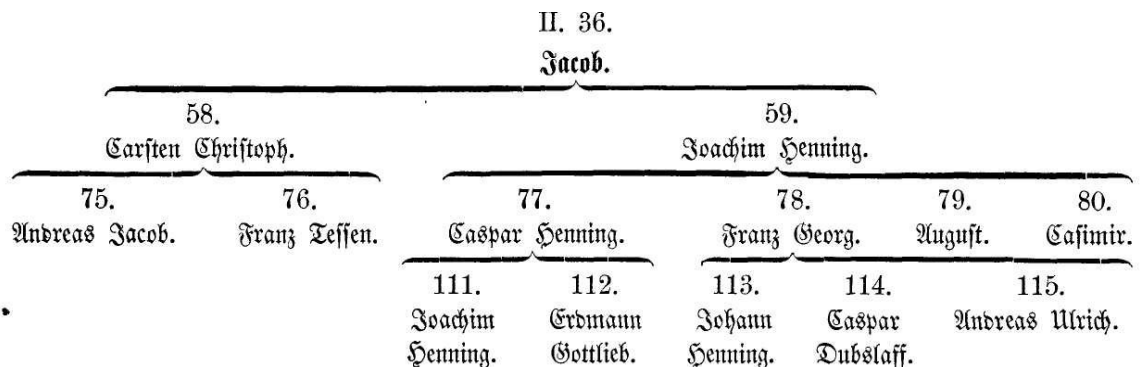 II. 36.
Jacob.
58. 59.
Carsten Christoph. Joachim Henning.
75. 76. 77. 78. 79. 80.
Andreas Jacob. Franz Tessen. Caspar Henning. Franz Georg. August. Casimir.
111. 112. 113. 114. 115.
Joachim Erdmann Johann Caspar Andreas Ulrich.
Henning. Gottlieb. Henning. Dubslaff.